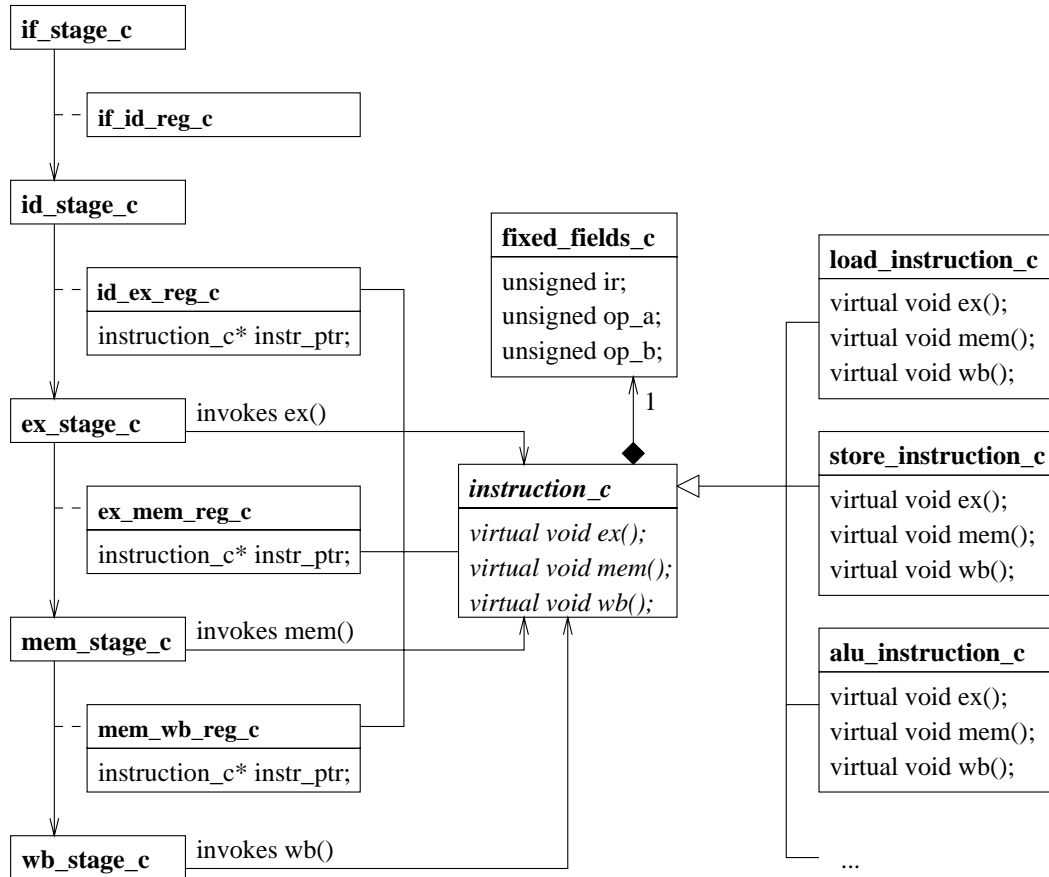 if_stage_c
if_id_reg_c
id_stage_c
id_ex_reg_c
instruction_c* instr_ptr;
ex_stage_c
invokes ex()
ex_mem_reg_c
instruction_c* instr_ptr;
mem_stage_c
invokes mem()
mem_wb_reg_c
instruction_c* instr_ptr;
wb_stage_c
invokes wb()
fixed_fields_c
unsigned ir;
unsigned op_a;
unsigned op_b;
1
instruction_c
virtual void ex();
virtual void mem();
virtual void wb();
load_instruction_c
virtual void ex();
virtual void mem();
virtual void wb();
store_instruction_c
virtual void ex();
virtual void mem();
virtual void wb();
alu_instruction_c
virtual void ex();
virtual void mem();
virtual void wb();
...